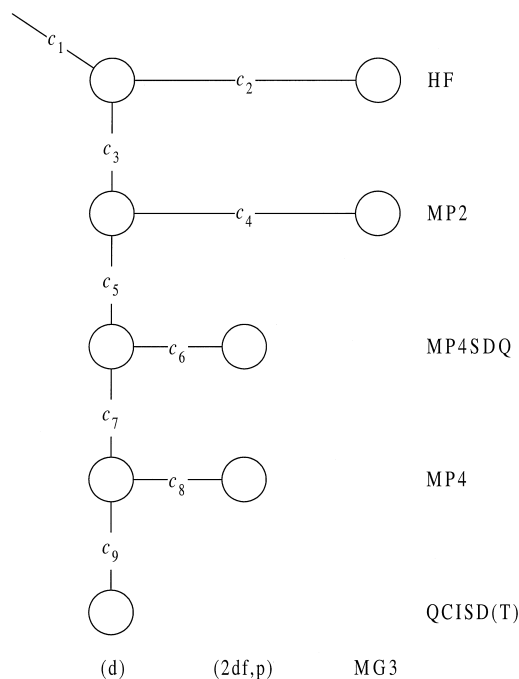 c1
c2 HF
c3
c4 MP2
c5
c6 MP4SDQ
c7
c8 MP4
c9
QCISD(T)
(d) (2df,p) MG3